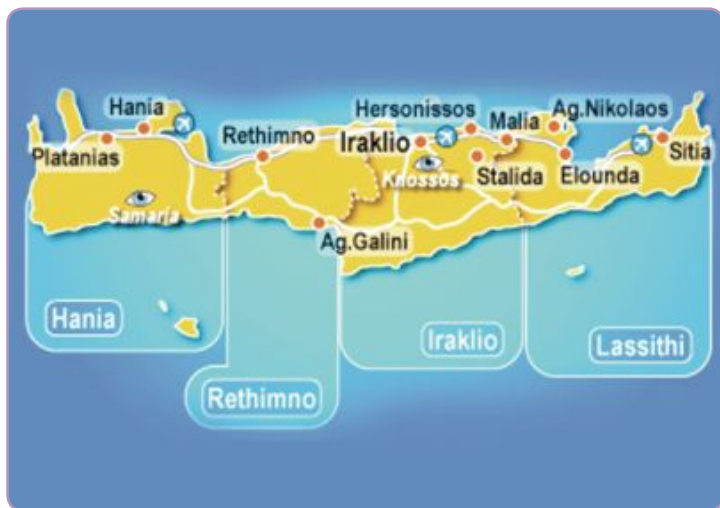 Hania
Platanias
Samaria
Rethimno
Hersonissos
Iraklio
Knossos
Malia
Ag.Nikolaos
Stalida
Elounda
Sitia
Ag.Galini
Hania
Rethimno
Iraklio
Lassithi